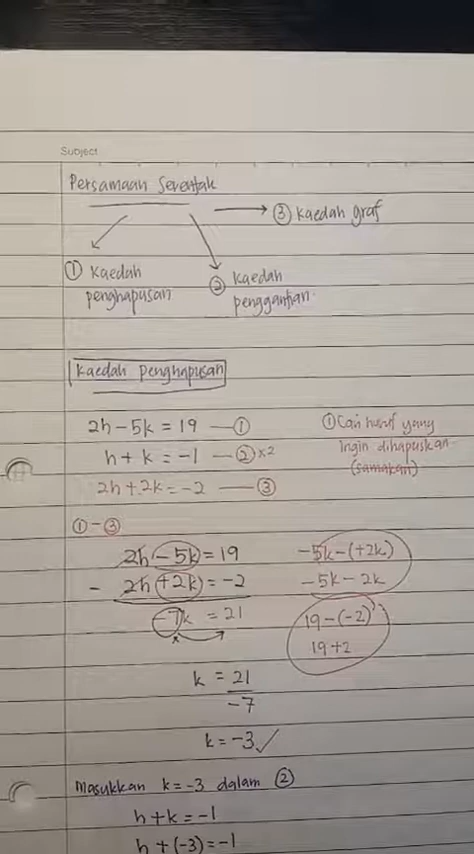 Subject
Persamaan Serentak
③ Kaedah graf
① Kaedah
penghapusan
② Kaedah
penggantian.
Kaedah penghapusan
2h - 5k = 19 — ①
h + k = -1 — ② ×2
2h + 2k = -2 — ③
① Cari huruf yang
ingin dihapuskan
(samakan)
① - ③
2h - 5k = 19
- 2h + 2k = -2
-7k = 21
×
-5k - (+2k)
-5k - 2k
19 - (-2)
19 + 2
k = 21
-7
k = -3 ✓
Masukkan k = -3 dalam ②
h + k = -1
h + (-3) = -1